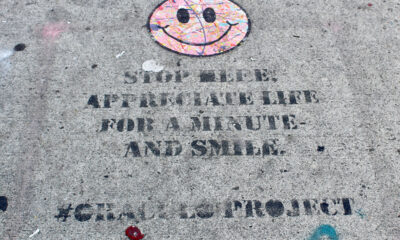 STOP HERE.
APPRECIATE LIFE
FOR A MINUTE-
AND SMILE.